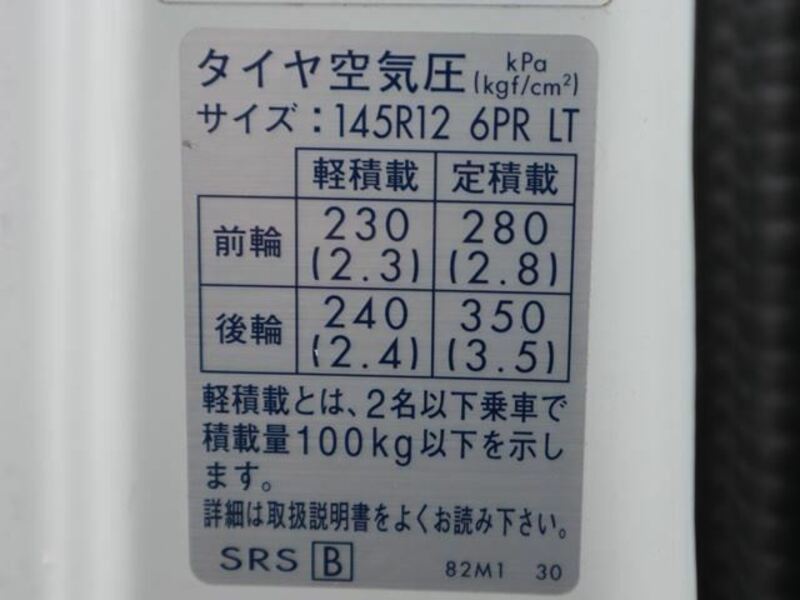 タイヤ空気圧 kPa (kgf/cm²)
サイズ：145R12 6PR LT
軽積載 定積載
前輪 230 (2.3) 280 (2.8)
後輪 240 (2.4) 350 (3.5)
軽積載とは、2名以下乗車で
積載量100kg以下を示し
ます。
詳細は取扱説明書をよくお読み下さい。
SRS B 82M1 30